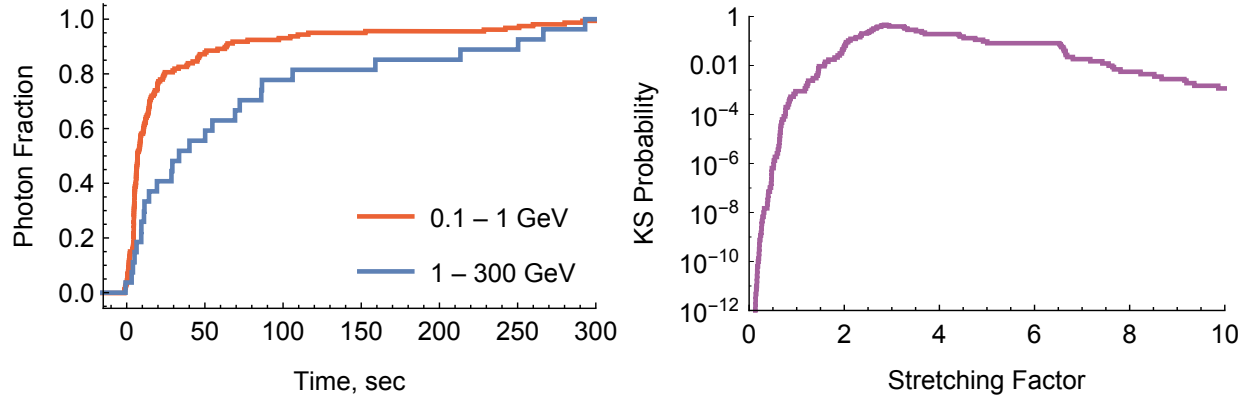 1.0
0.8
0.6
0.4
0.2
0.0
Photon Fraction
0.1 – 1 GeV
1 – 300 GeV
0 50 100 150 200 250 300
Time, sec
1
0.01
10⁻⁴
10⁻⁶
10⁻⁸
10⁻¹⁰
10⁻¹²
KS Probability
0 2 4 6 8 10
Stretching Factor